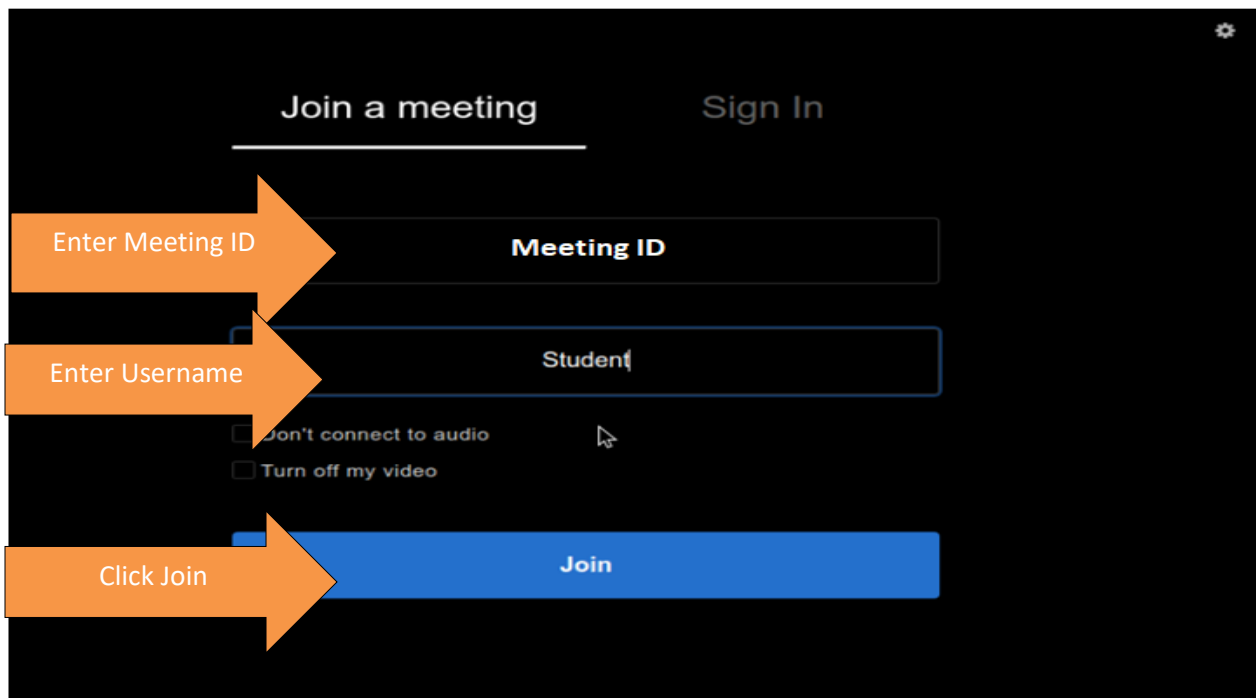 Join a meeting
Sign In
Enter Meeting ID
Meeting ID
Enter Username
Student
Don't connect to audio
Turn off my video
Click Join
Join